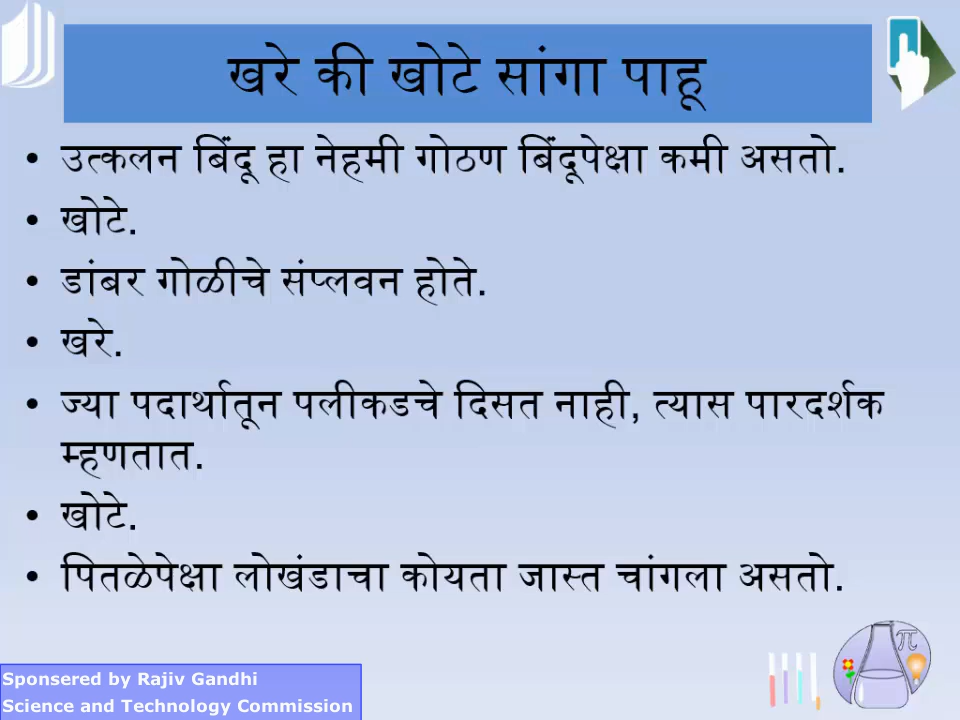 खरे की खोटे सांगा पाहू
• उत्कलन बिंदू हा नेहमी गोठण बिंदूपेक्षा कमी असतो.
• खोटे.
• डांबर गोळीचे संप्लवन होते.
• खरे.
• ज्या पदार्थातून पलीकडचे दिसत नाही, त्यास पारदर्शक
म्हणतात.
• खोटे.
• पितळेपेक्षा लोखंडाचा कोयता जास्त चांगला असतो.
Sponsered by Rajiv Gandhi
Science and Technology Commission
π